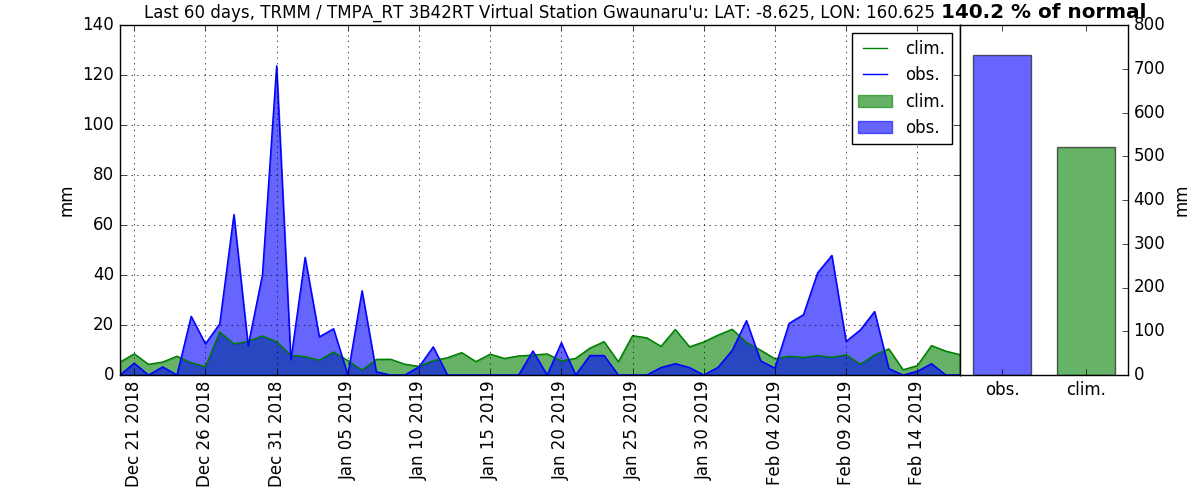 Last 60 days, TRMM / TMPA_RT 3B42RT Virtual Station Gwaunaru'u: LAT: -8.625, LON: 160.625 140.2 % of normal
140
120
100
80
60
40
20
0
mm
clim.
obs.
clim.
obs.
800
700
600
500
400
300
200
100
0
mm
obs.
clim.
Dec 21 2018
Dec 26 2018
Dec 31 2018
Jan 05 2019
Jan 10 2019
Jan 15 2019
Jan 20 2019
Jan 25 2019
Jan 30 2019
Feb 04 2019
Feb 09 2019
Feb 14 2019